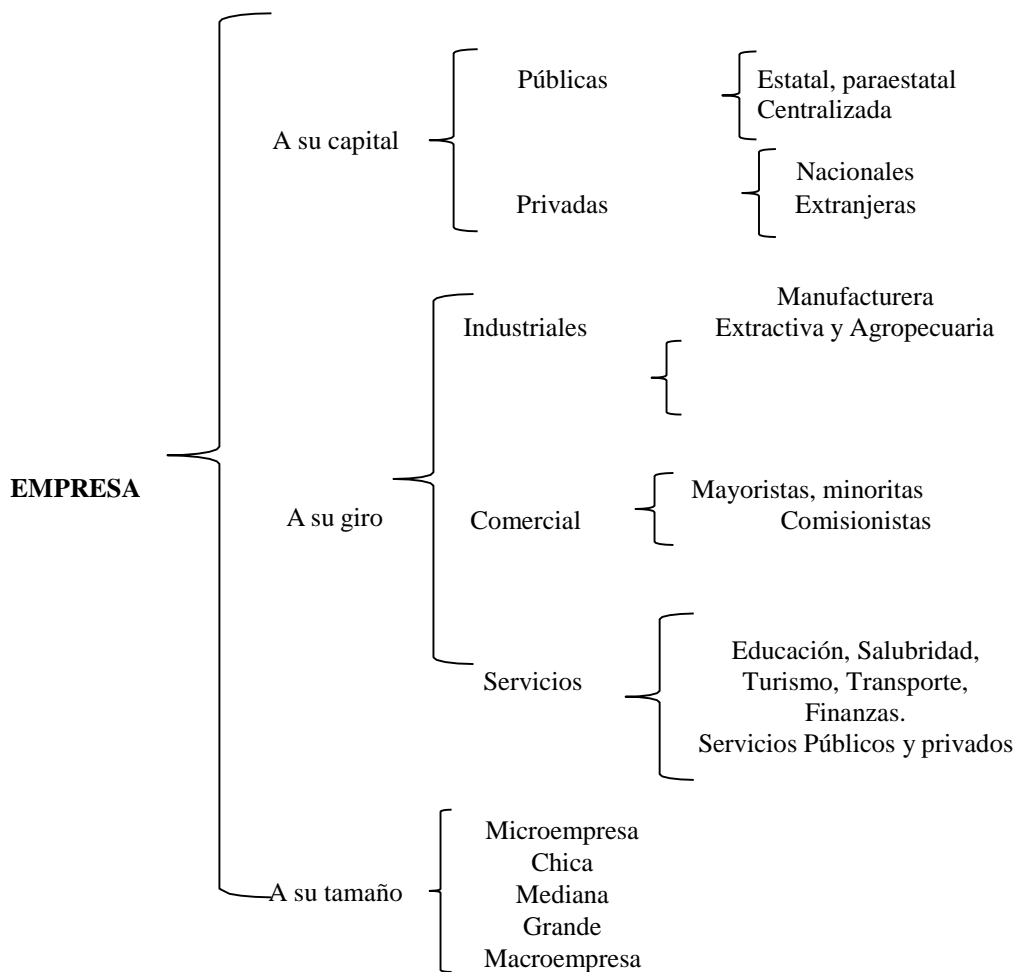 Públicas
Estatal, paraestatal
Centralizada
A su capital
Nacionales
Privadas
Extranjeras
Manufacturera
Industriales
Extractiva y Agropecuaria
EMPRESA
A su giro
Comercial
Mayoristas, minoritas
Comisionistas
Servicios
Educación, Salubridad,
Turismo, Transporte,
Finanzas.
Servicios Públicos y privados
A su tamaño
Microempresa
Chica
Mediana
Grande
Macroempresa